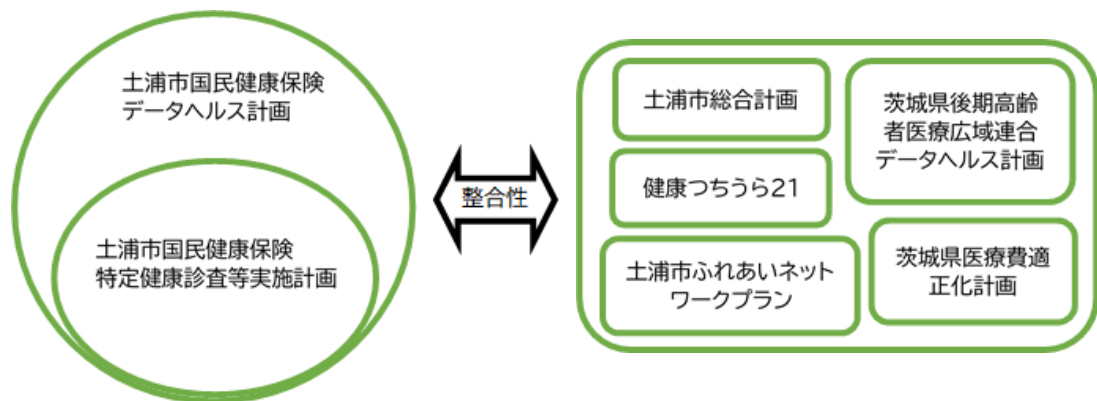 土浦市国民健康保険
データヘルス計画
土浦市国民健康保険
特定健康診査等実施計画
整合性
土浦市総合計画
健康つちうら21
土浦市ふれあいネット
ワークプラン
茨城県後期高齢
者医療広域連合
データヘルス計画
茨城県医療費適
正化計画